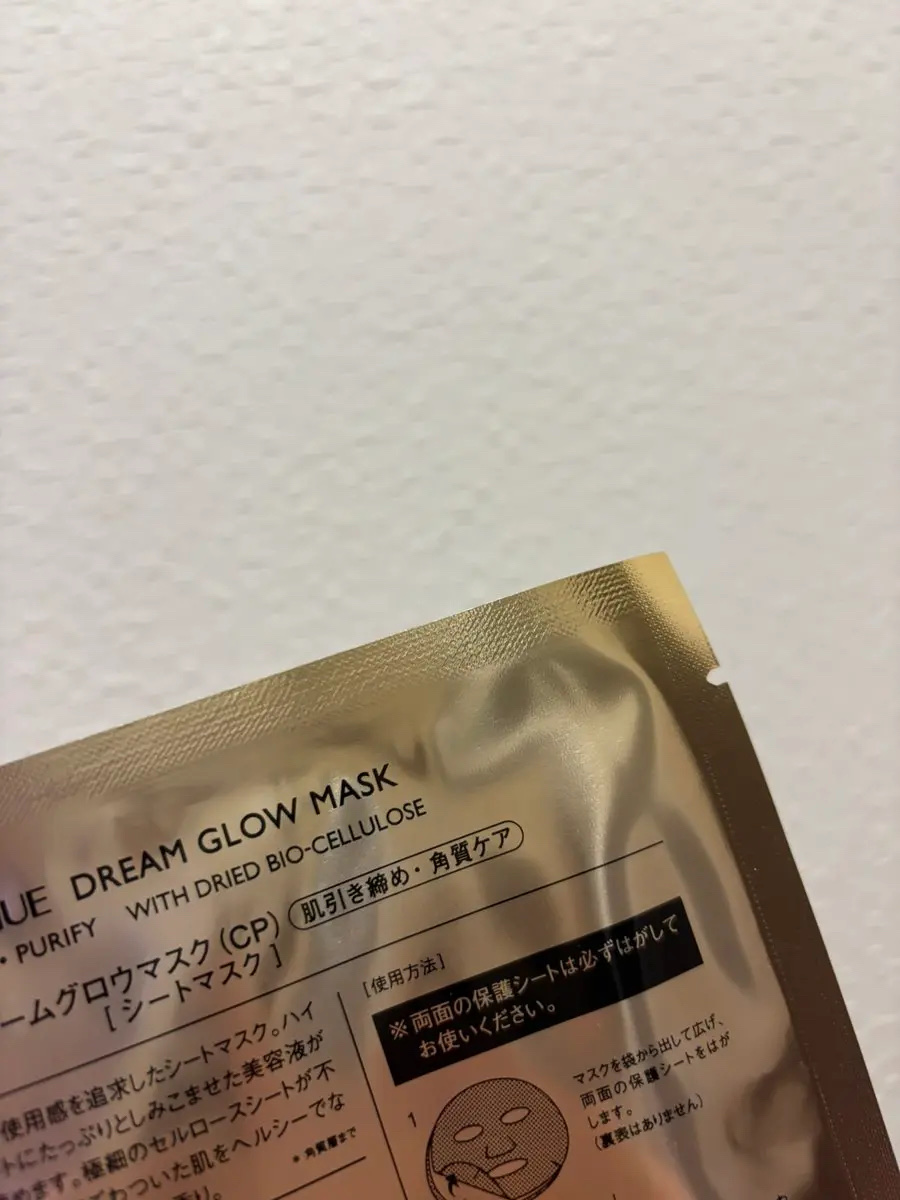 UE DREAM GLOW MASK
• PURIFY WITH DRIED BIO-CELLULOSE
肌引き締め・角質ケア
ームグロウマスク(CP)
[シートマスク]
使用感を追求したシートマスク。ハイ
トにたっぷりとしみこませた美容液が
めます。極細のセルロースシートが不
ごわついた肌をヘルシーでな
香り。
* 角質層まで
[使用方法]
※両面の保護シートは必ずはがして
お使いください。
1
マスクを袋から出して広げ、
両面の保護シートをはが
します。
(裏表はありません)